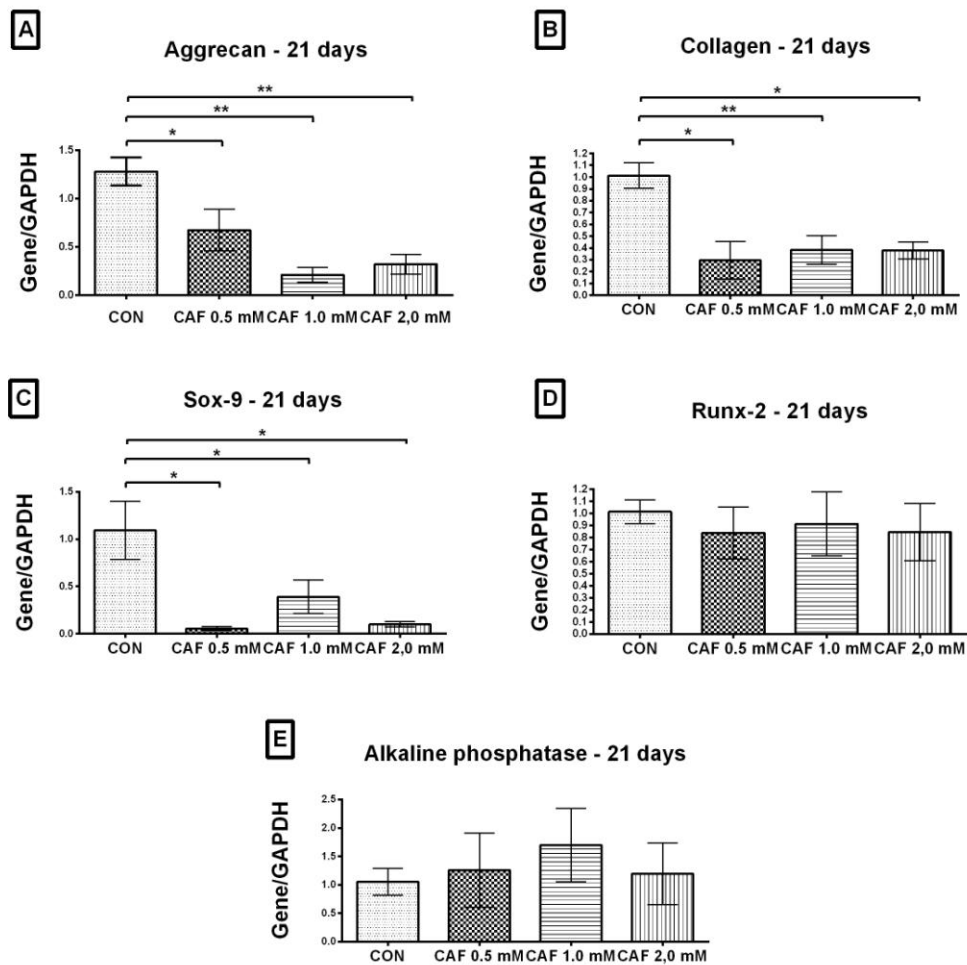 A
Aggrecan - 21 days
**
**
*
Gene/GAPDH
1.5
1.0
0.5
0.0
CON CAF 0.5 mM CAF 1.0 mM CAF 2,0 mM
B
Collagen - 21 days
*
**
*
Gene/GAPDH
1.2
1.1
1.0
0.9
0.8
0.7
0.6
0.5
0.4
0.3
0.2
0.1
0.0
CON CAF 0.5 mM CAF 1.0 mM CAF 2,0 mM
C
Sox-9 - 21 days
*
*
*
Gene/GAPDH
1.5
1.0
0.5
0.0
CON CAF 0.5 mM CAF 1.0 mM CAF 2,0 mM
D
Runx-2 - 21 days
Gene/GAPDH
1.2
1.1
1.0
0.9
0.8
0.7
0.6
0.5
0.4
0.3
0.2
0.1
0.0
CON CAF 0.5 mM CAF 1.0 mM CAF 2,0 mM
E
Alkaline phosphatase - 21 days
Gene/GAPDH
2.5
2.0
1.5
1.0
0.5
0.0
CON CAF 0.5 mM CAF 1.0 mM CAF 2,0 mM